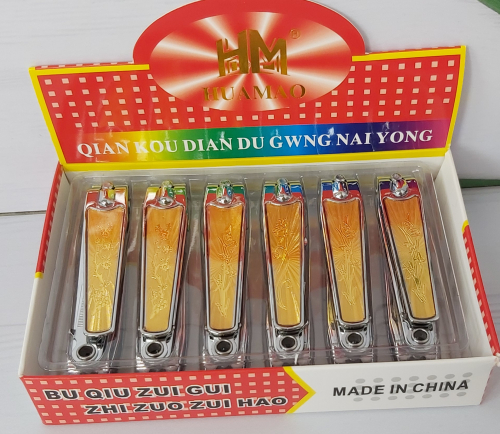 HM®
HUAMAO
QIAN KOU DIAN DU GWNG NAI YONG
BU QIU ZUI GUI
ZHI ZUO ZUI HAO
MADE IN CHINA